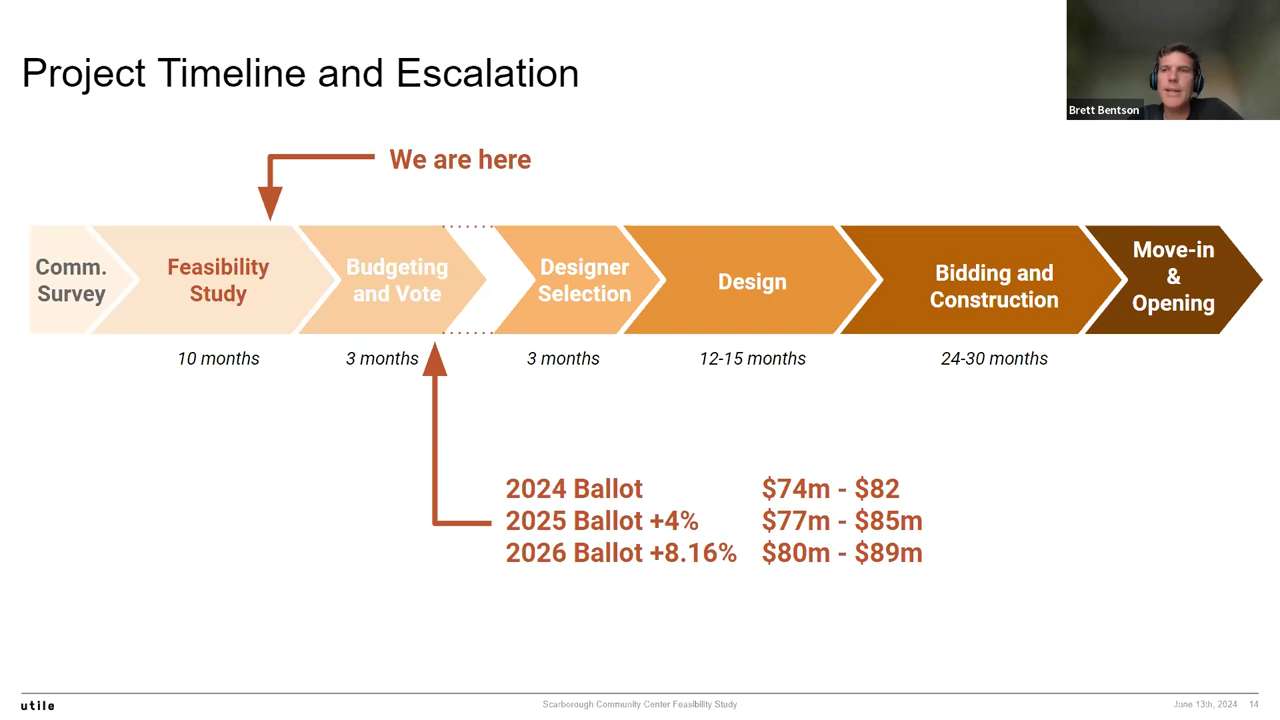 Project Timeline and Escalation
Brett Bentson
We are here
Comm.
Survey
Feasibility
Study
Budgeting
and Vote
Designer
Selection
Design
Bidding and
Construction
Move-in
&
Opening
10 months
3 months
3 months
12-15 months
24-30 months
2024 Ballot $74m - $82
2025 Ballot +4% $77m - $85m
2026 Ballot +8.16% $80m - $89m
utile
Scarborough Community Center Feasibility Study
June 13th, 2024 14